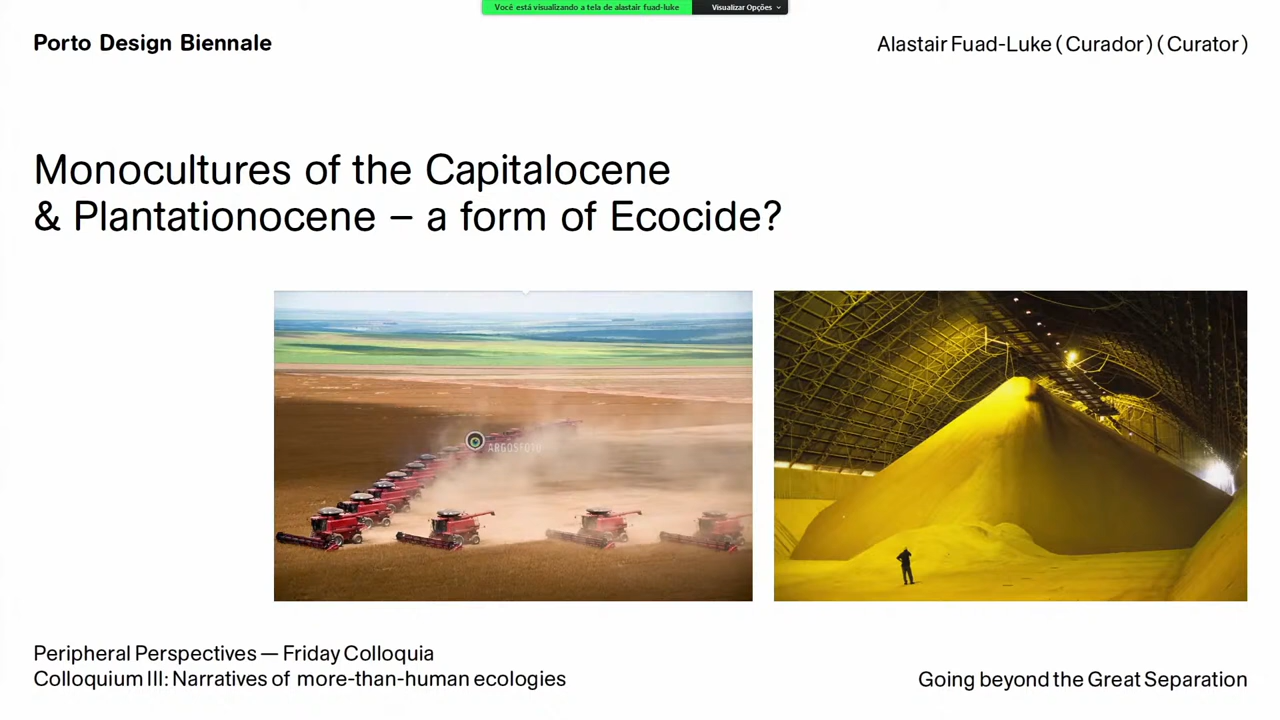 Você está visualizando a tela de alastair fuad-luke
Visualizar Opções
Porto Design Biennale
Alastair Fuad-Luke ( Curador ) ( Curator )
Monocultures of the Capitalocene
& Plantationocene – a form of Ecocide?
ARGOSFOTO
Peripheral Perspectives — Friday Colloquia
Colloquium III: Narratives of more-than-human ecologies
Going beyond the Great Separation